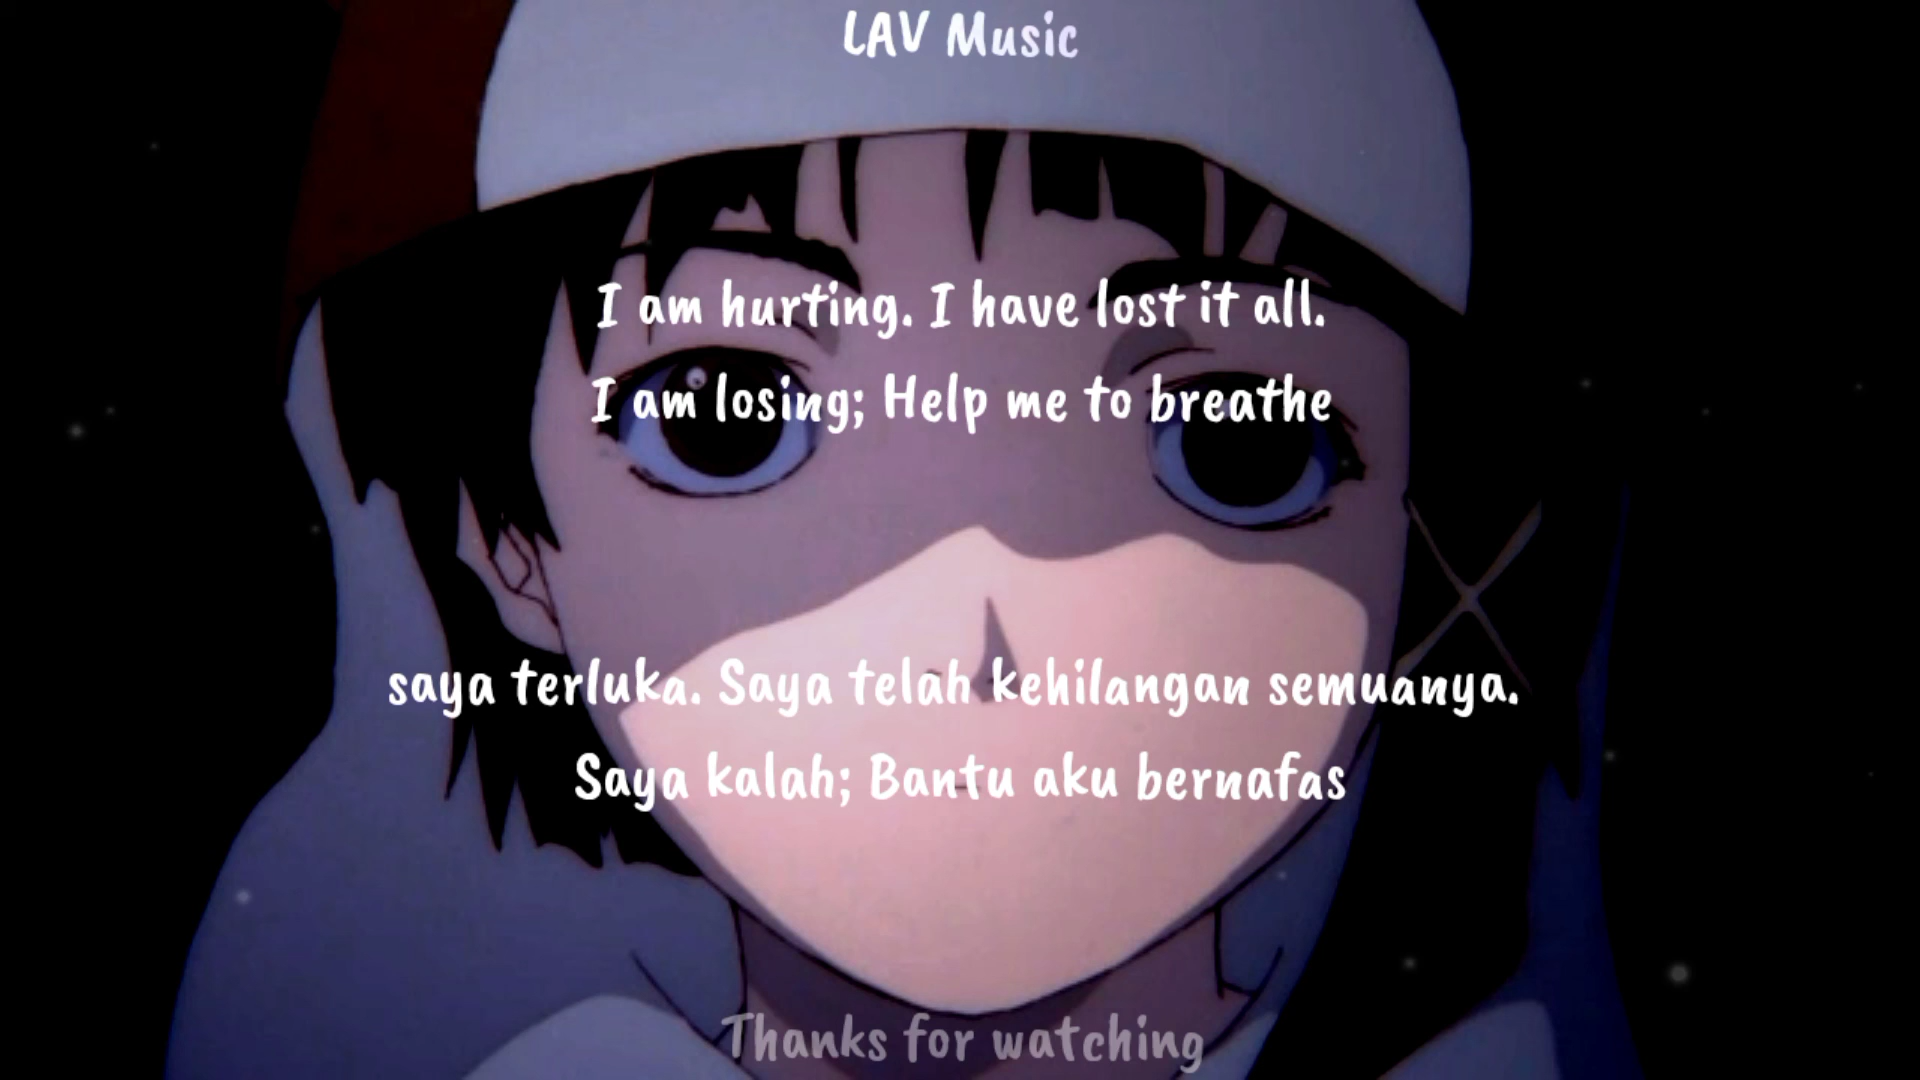 LAV Music
I am hurting. I have lost it all.
I am losing; Help me to breathe
saya terluka. Saya telah kehilangan semuanya.
Saya kalah; Bantu aku bernafas
Thanks for watching